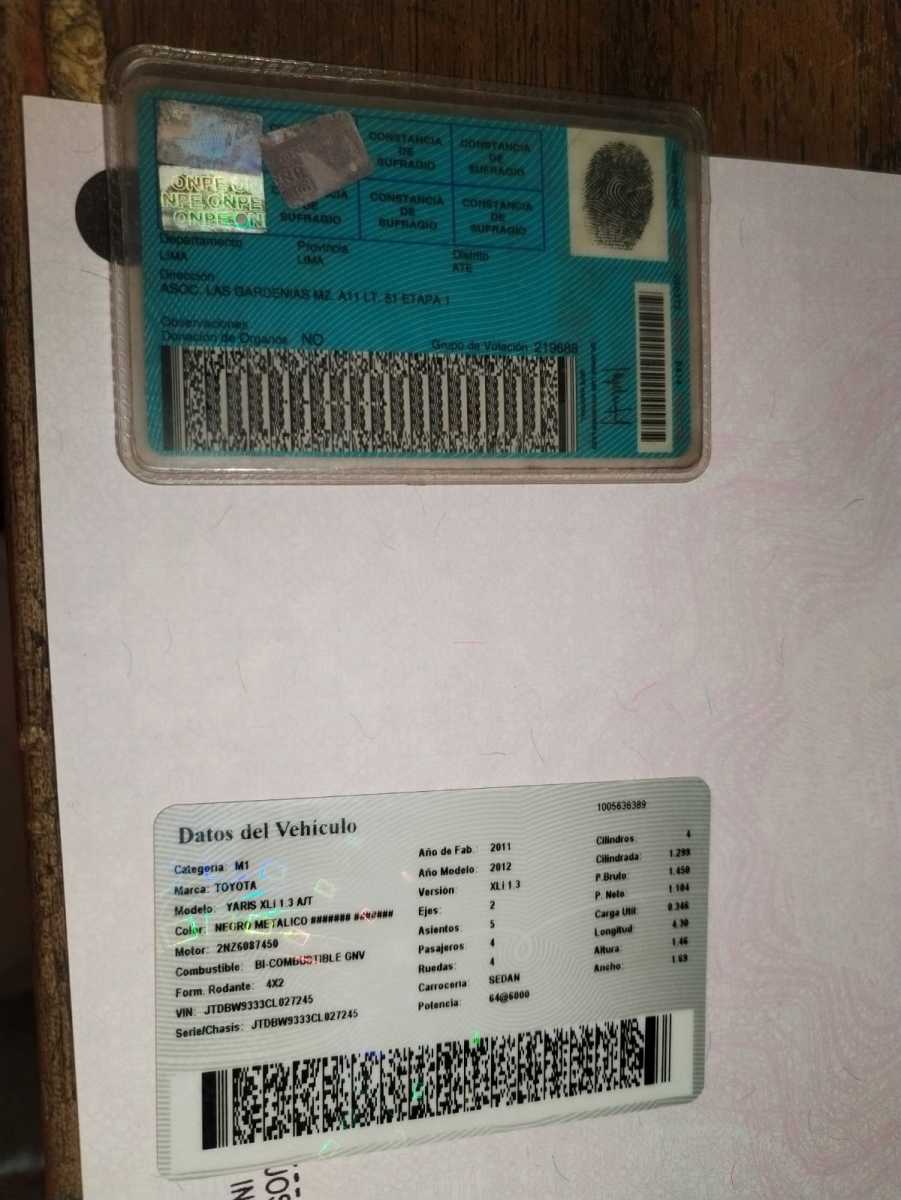 ONPE
NPE ONPE
ONPE ON
CONSTANCIA
DE
SUFRAGIO
CONSTANCIA
DE
SUFRAGIO
DE
SUFRAGIO
CONSTANCIA
DE
SUFRAGIO
CONSTANCIA
DE
SUFRAGIO
Departamento Provincia Distrito
LIMA LIMA ATE
Dirección
ASOC. LAS GARDENIAS MZ. A11 LT. 81 ETAPA 1
Observaciones
Donación de Organos NO Grupo de Votación 219688
1005636389
Datos del Vehículo
Categoría: M1
Marca: TOYOTA
Modelo: YARIS XLi 1.3 A/T
Color: NEGRO METALICO ####### #######
Motor: 2NZ6087450
Combustible: BI-COMBUSTIBLE GNV
Form. Rodante: 4X2
VIN: JTDBW9333CL027245
Serie/Chasis: JTDBW9333CL027245
Año de Fab. 2011
Año Modelo: 2012
Versión: XLi 1.3
Ejes: 2
Asientos: 5
Pasajeros: 4
Ruedas: 4
Carrocería: SEDAN
Potencia: 64@6000
Cilindros: 4
Cilindrada: 1.299
P.Bruto: 1.450
P. Neto: 1.104
Carga Util: 0.346
Longitud: 4.30
Altura: 1.46
Ancho: 1.69